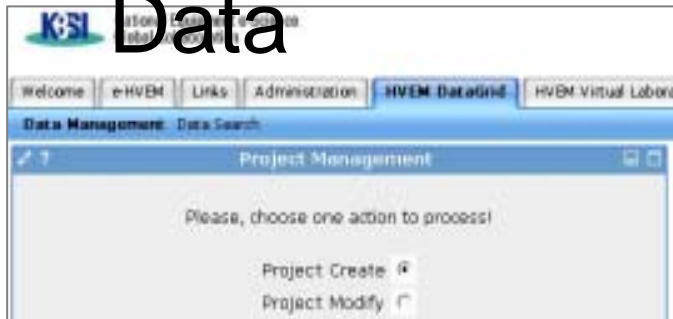 KISI
Data
Welcome e-HVEM Links Administration HVEM DataGrid HVEM Virtual Labora
Data Management Data Search
? Project Management
Please, choose one action to process!
Project Create
Project Modify